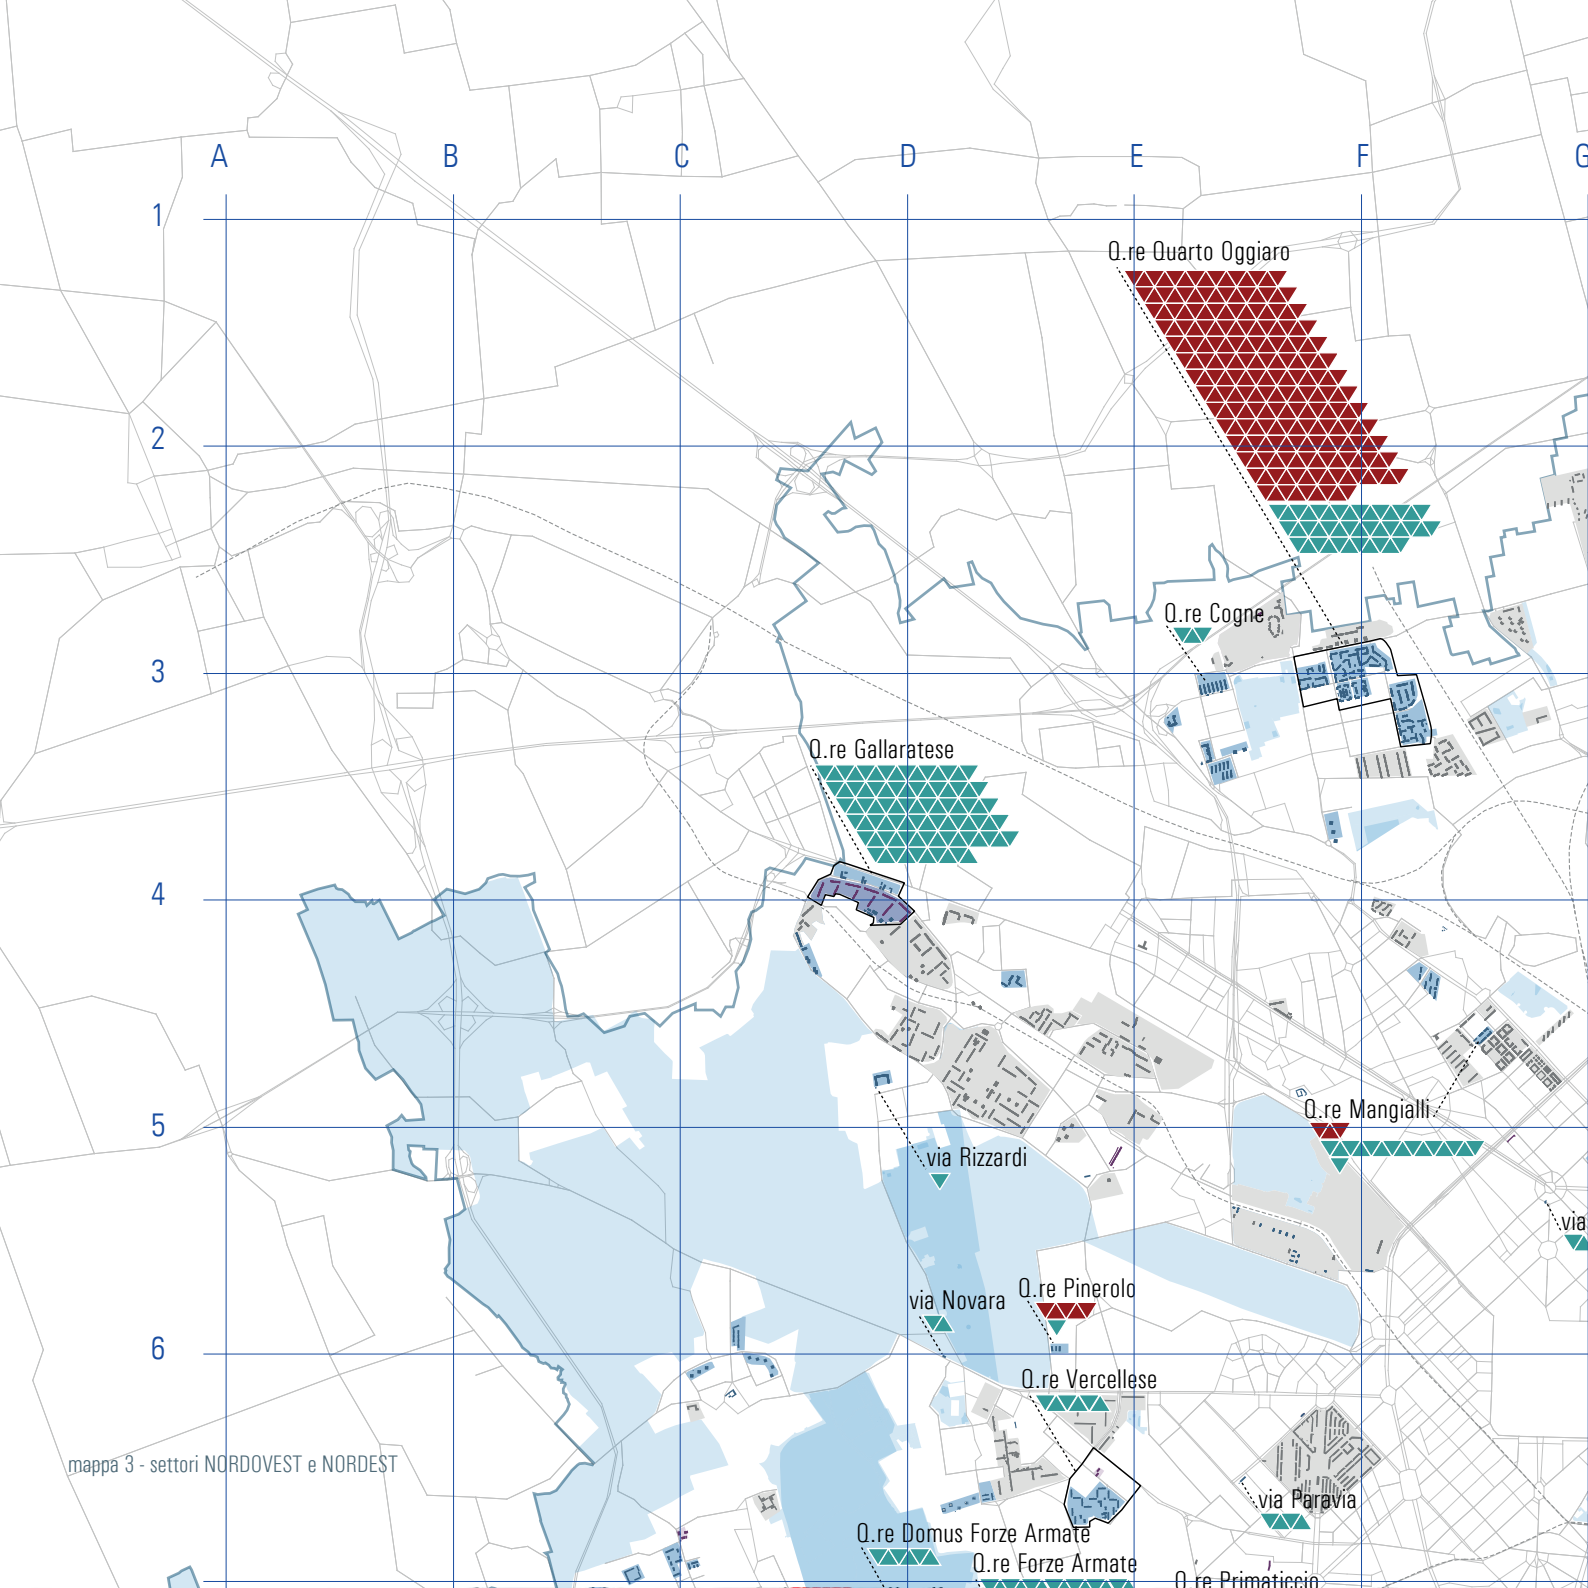 A B C D E F G
1
Q.re Quarto Oggiaro
2
Q.re Cogne
3
Q.re Gallaratese
4
Q.re Mangialli
5
via Rizzardi
via
Q.re Pinerolo
via Novara
6
Q.re Vercellese
mappa 3 - settori NORDOVEST e NORDEST
via Paravia
Q.re Domus Forze Armate
Q.re Forze Armate
Q.re Primaticcio